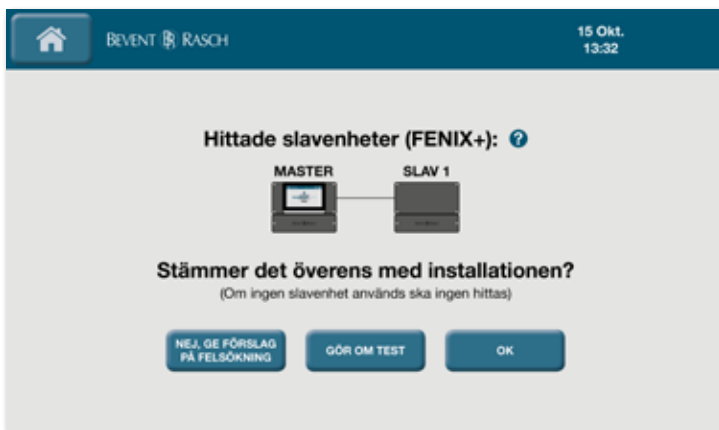 BEVENT RASCH
15 Okt.
13:32
Hittade slavenheter (FENIX+): ?
MASTER SLAV 1
Stämmer det överens med installationen?
(Om ingen slavenhet används ska ingen hittas)
NEJ, GE FÖRSLAG
PÅ FELSÖKNING
GÖR OM TEST
OK